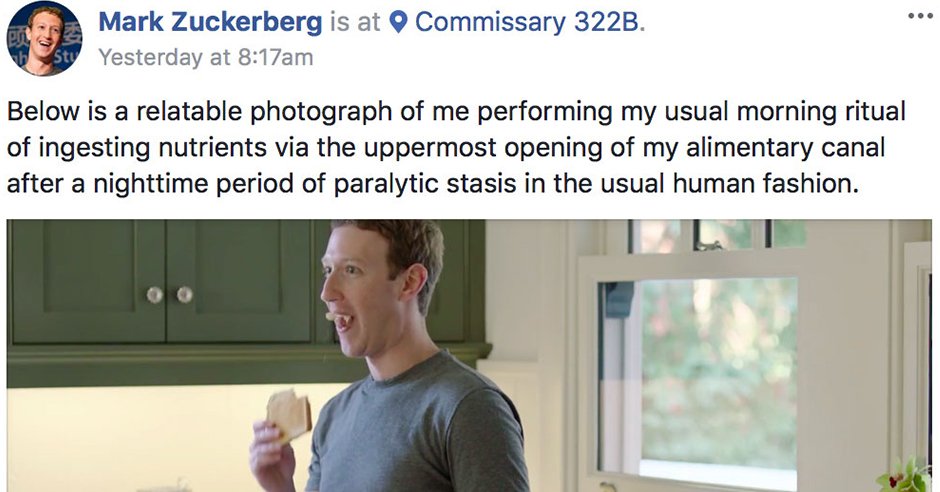 Mark Zuckerberg is at Commissary 322B.
Yesterday at 8:17am
Below is a relatable photograph of me performing my usual morning ritual
of ingesting nutrients via the uppermost opening of my alimentary canal
after a nighttime period of paralytic stasis in the usual human fashion.